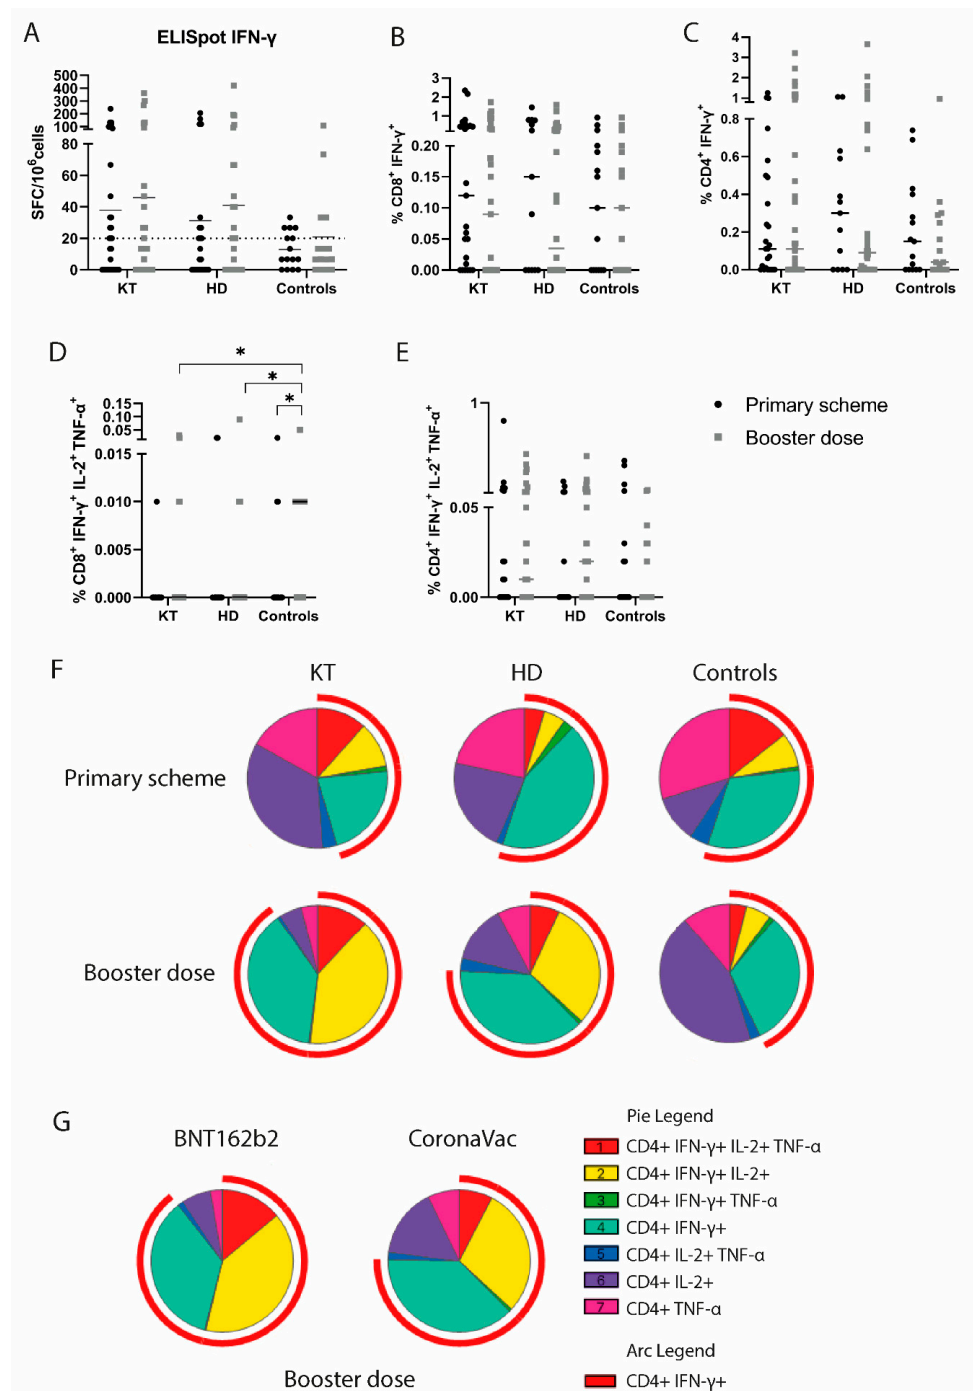 A
ELISpot IFN-γ
SFC/10⁶cells
500
400
300
200
100
80
60
40
20
0
KT HD Controls
B
% CD8⁺ IFN-γ⁺
3
2
1
0.20
0.15
0.10
0.05
0.00
KT HD Controls
C
% CD4⁺ IFN-γ⁺
4
3
2
1
0.8
0.6
0.4
0.2
0.0
KT HD Controls
D
% CD8⁺ IFN-γ⁺ IL-2⁺ TNF-α⁺
*
*
*
0.15
0.10
0.05
0.015
0.010
0.005
0.000
KT HD Controls
E
% CD4⁺ IFN-γ⁺ IL-2⁺ TNF-α⁺
1
0.05
0.00
KT HD Controls
Primary scheme
Booster dose
F
KT HD Controls
Primary scheme
Booster dose
G
BNT162b2 CoronaVac
Booster dose
Pie Legend
1 CD4+ IFN-γ+ IL-2+ TNF-α
2 CD4+ IFN-γ+ IL-2+
3 CD4+ IFN-γ+ TNF-α
4 CD4+ IFN-γ+
5 CD4+ IL-2+ TNF-α
6 CD4+ IL-2+
7 CD4+ TNF-α
Arc Legend
CD4+ IFN-γ+